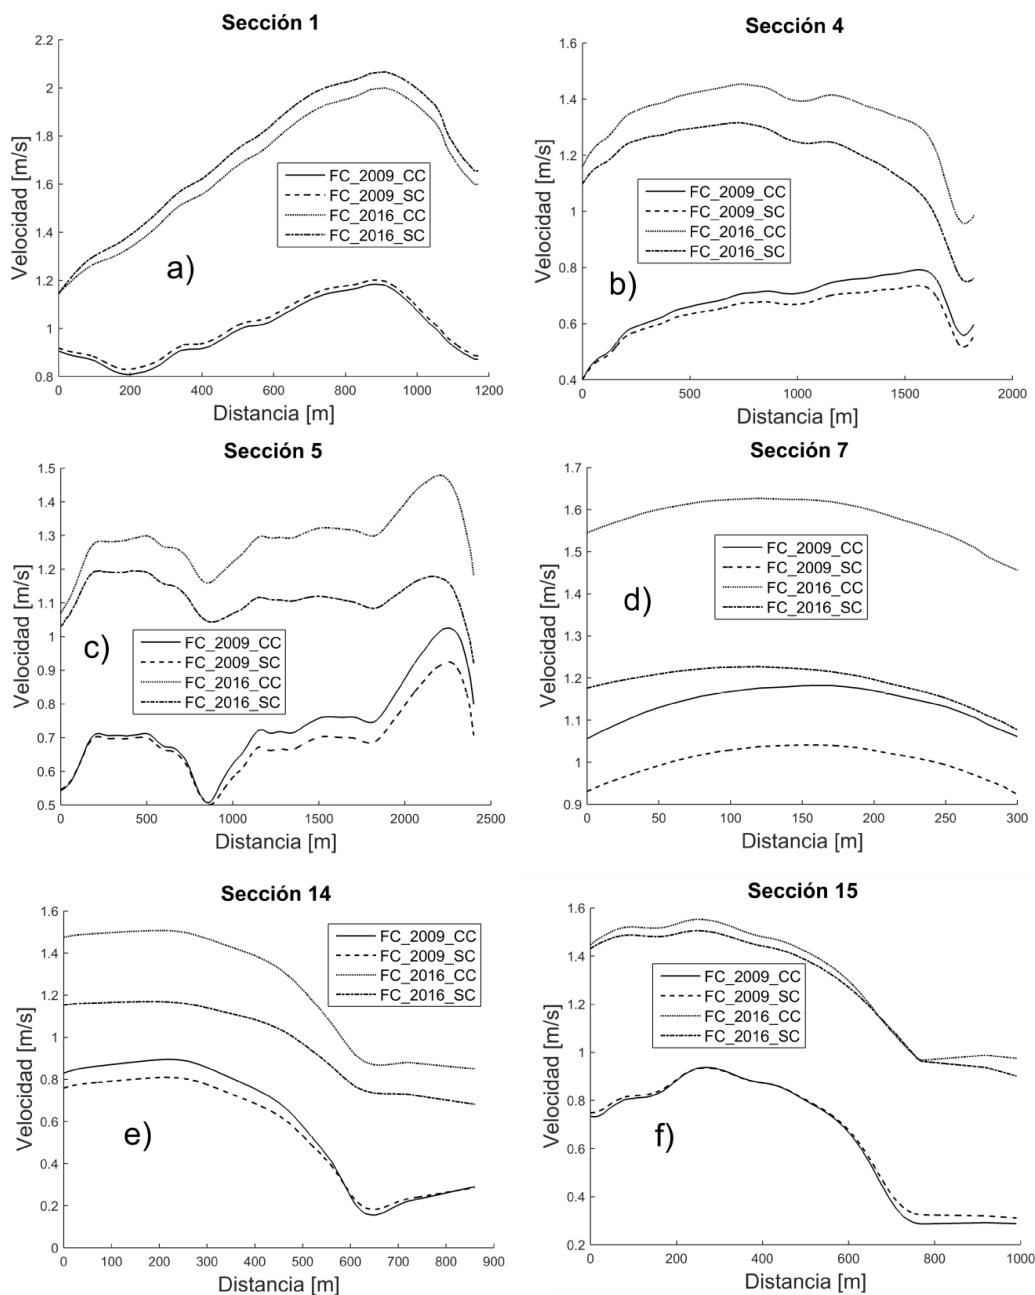 Sección 1
Velocidad [m/s]
2.2
2
1.8
1.6
1.4
1.2
1
0.8
FC_2009_CC
FC_2009_SC
FC_2016_CC
FC_2016_SC
a)
0 200 400 600 800 1000 1200
Distancia [m]
Sección 4
Velocidad [m/s]
1.6
1.4
1.2
1
0.8
0.6
0.4
FC_2009_CC
FC_2009_SC
FC_2016_CC
FC_2016_SC
b)
0 500 1000 1500 2000
Distancia [m]
Sección 5
Velocidad [m/s]
1.5
1.4
1.3
1.2
1.1
1
0.9
0.8
0.7
0.6
0.5
c)
FC_2009_CC
FC_2009_SC
FC_2016_CC
FC_2016_SC
0 500 1000 1500 2000 2500
Distancia [m]
Sección 7
Velocidad [m/s]
1.7
1.6
1.5
1.4
1.3
1.2
1.1
1
0.9
FC_2009_CC
FC_2009_SC
FC_2016_CC
FC_2016_SC
d)
0 50 100 150 200 250 300
Distancia [m]
Sección 14
Velocidad [m/s]
1.6
1.4
1.2
1
0.8
0.6
0.4
0.2
0
FC_2009_CC
FC_2009_SC
FC_2016_CC
FC_2016_SC
e)
0 100 200 300 400 500 600 700 800 900
Distancia [m]
Sección 15
Velocidad [m/s]
1.6
1.4
1.2
1
0.8
0.6
0.4
0.2
FC_2009_CC
FC_2009_SC
FC_2016_CC
FC_2016_SC
f)
0 200 400 600 800 1000
Distancia [m]